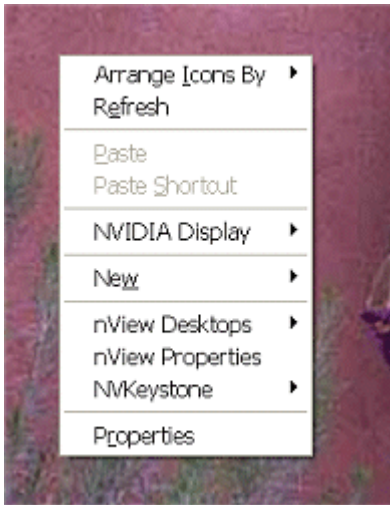 Arrange Icons By
Refresh
Paste
Paste Shortcut
NVIDIA Display
New
nView Desktops
nView Properties
NVKeystone
Properties